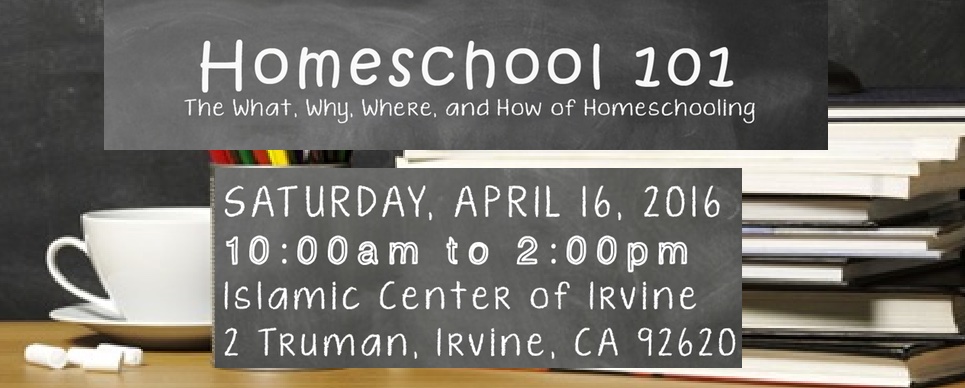 Homeschool 101
The What, Why, Where, and How of Homeschooling
SATURDAY, APRIL 16, 2016
10:00am to 2:00pm
Islamic Center of Irvine
2 Truman, Irvine, CA 92620